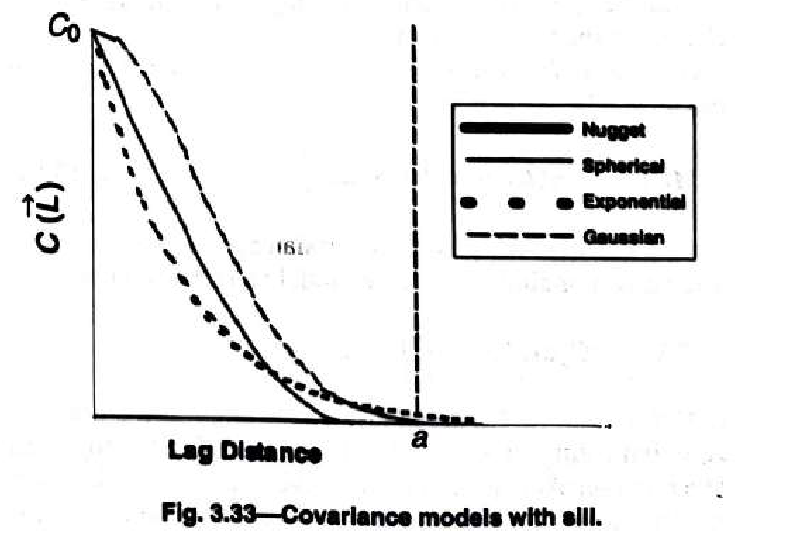 C₀
C(L⃗)
Nugget
Spherical
Exponential
Gaussian
a
Lag Distance
Fig. 3.33—Covariance models with sill.